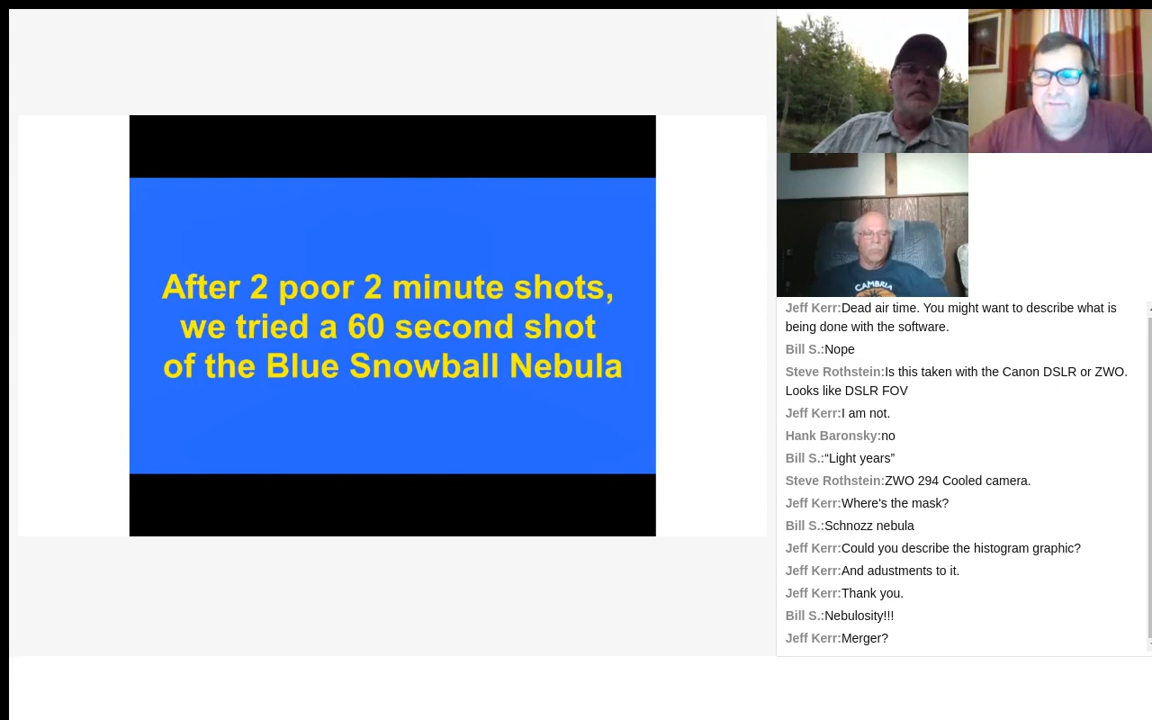 After 2 poor 2 minute shots,
we tried a 60 second shot
of the Blue Snowball Nebula
CAMBRIA
Jeff Kerr:Dead air time. You might want to describe what is
being done with the software.
Bill S.:Nope
Steve Rothstein:Is this taken with the Canon DSLR or ZWO.
Looks like DSLR FOV
Jeff Kerr:I am not.
Hank Baronsky:no
Bill S.:“Light years”
Steve Rothstein:ZWO 294 Cooled camera.
Jeff Kerr:Where's the mask?
Bill S.:Schnozz nebula
Jeff Kerr:Could you describe the histogram graphic?
Jeff Kerr:And adustments to it.
Jeff Kerr:Thank you.
Bill S.:Nebulosity!!!
Jeff Kerr:Merger?